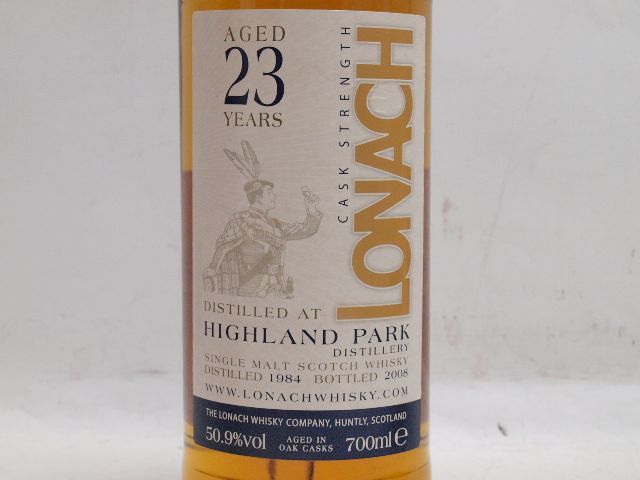 AGED
23
YEARS
CASK STRENGTH
LONACH
DISTILLED AT
HIGHLAND PARK
DISTILLERY
SINGLE MALT SCOTCH WHISKY
DISTILLED 1984 BOTTLED 2008
WWW.LONACHWHISKY.COM
THE LONACH WHISKY COMPANY, HUNTLY, SCOTLAND
50.9%vol
AGED IN
OAK CASKS
700ml e